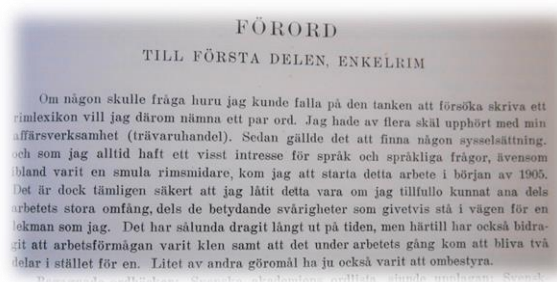 FÖRORD
TILL FÖRSTA DELEN, ENKELRIM
Om någon skulle fråga huru jag kunde falla på den tanken att försöka skriva ett
rimlexikon vill jag därom nämna ett par ord. Jag hade av flera skäl upphört med min
affärsverksamhet (trävaruhandel). Sedan gällde det att finna någon sysselsättning.
och som jag alltid haft ett visst intresse för språk och språkliga frågor, ävensom
ibland varit en smula rimsmidare, kom jag att starta detta arbete i början av 1905.
Det är dock tämligen säkert att jag låtit detta vara om jag tillfullo kunnat ana dels
arbetets stora omfång, dels de betydande svårigheter som givetvis stå i vägen för en
lekman som jag. Det har sålunda dragit långt ut på tiden, men härtill har också bidra-
git att arbetsförmågan varit klen samt att det under arbetets gång kom att bliva två
delar i stället för en. Litet av andra göromål ha ju också varit att ombestyra.